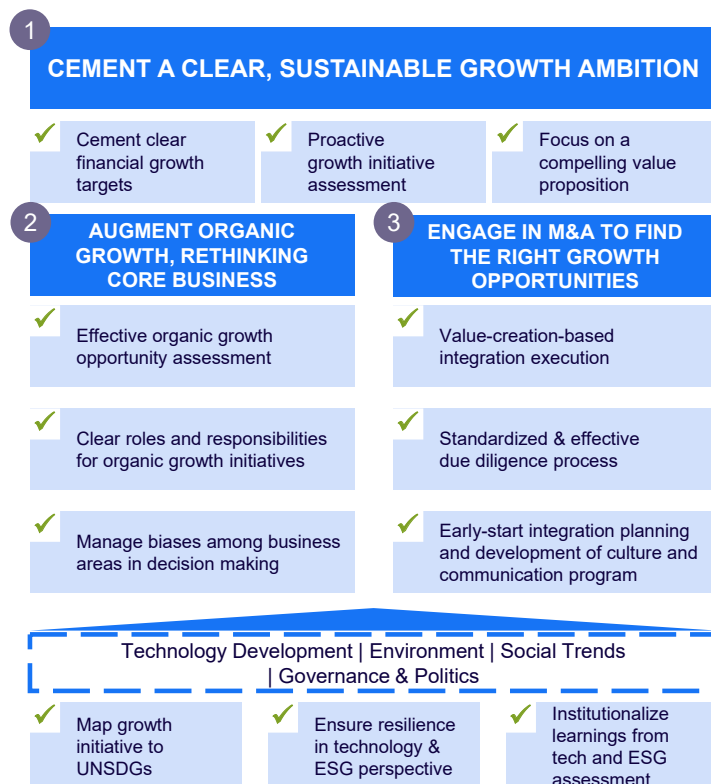 1
CEMENT A CLEAR, SUSTAINABLE GROWTH AMBITION
Cement clear
financial growth
targets
Proactive
growth initiative
assessment
Focus on a
compelling value
proposition
2
AUGMENT ORGANIC
GROWTH, RETHINKING
CORE BUSINESS
Effective organic growth
opportunity assessment
Clear roles and responsibilities
for organic growth initiatives
Manage biases among business
areas in decision making
3
ENGAGE IN M&A TO FIND
THE RIGHT GROWTH
OPPORTUNITIES
Value-creation-based
integration execution
Standardized & effective
due diligence process
Early-start integration planning
and development of culture and
communication program
Technology Development | Environment | Social Trends
| Governance & Politics
Map growth
initiative to
UNSDGs
Ensure resilience
in technology &
ESG perspective
Institutionalize
learnings from
tech and ESG
assessment